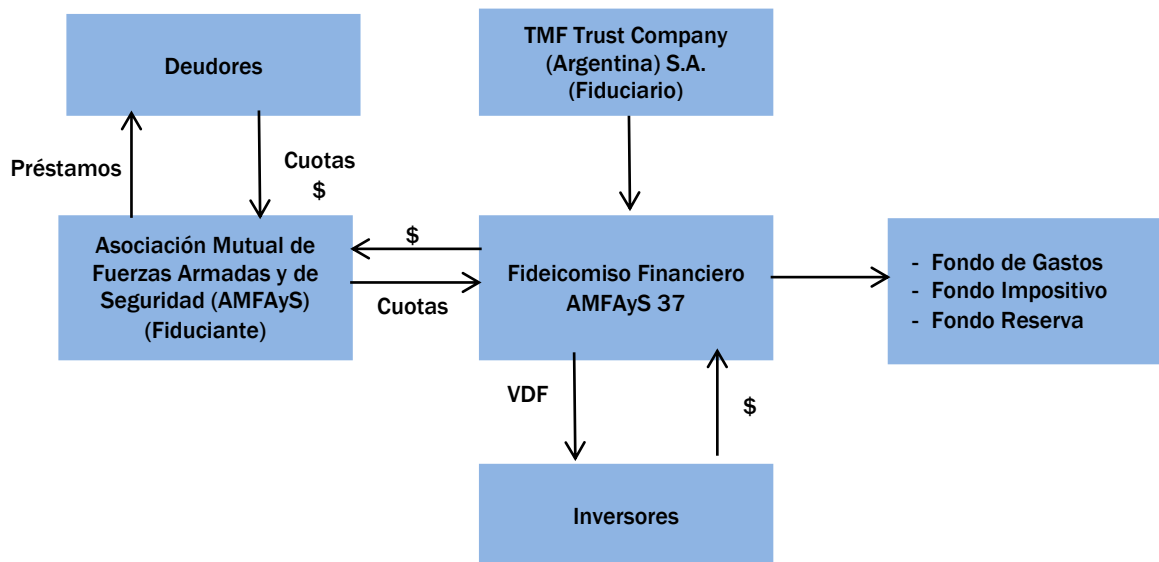 Deudores
TMF Trust Company
(Argentina) S.A.
(Fiduciario)
Préstamos
Cuotas
$
Asociación Mutual de
Fuerzas Armadas y de
Seguridad (AMFAyS)
(Fiduciante)
$
Cuotas
Fideicomiso Financiero
AMFAyS 37
- Fondo de Gastos
- Fondo Impositivo
- Fondo Reserva
VDF
$
Inversores